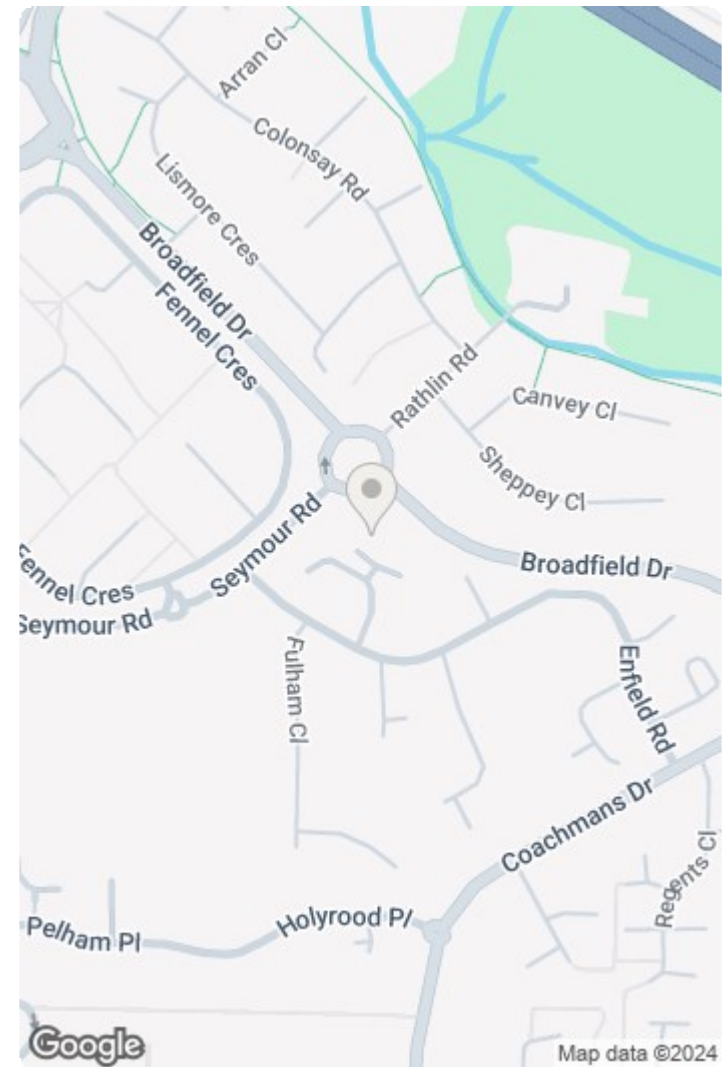 Arran Cl
Colonsay Rd
Lismore Cres
Broadfield Dr
Fennel Cres
Rathlin Rd
Canvey Cl
Sheppey Cl
Seymour Rd
Broadfield Dr
Fennel Cres
Seymour Rd
Fulham Cl
Enfield Rd
Coachmans Dr
Regents Cl
Holyrood Pl
Pelham Pl
Google
Map data ©2024